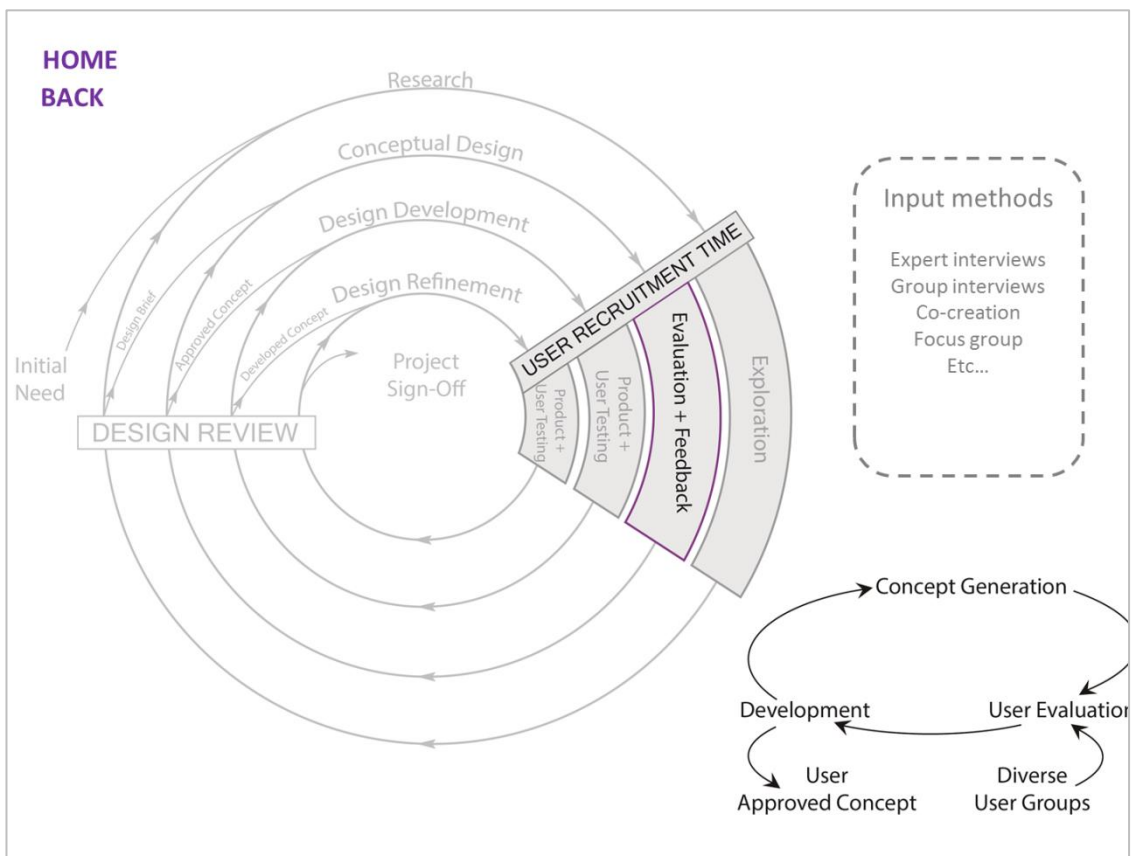 HOME
BACK
Research
Conceptual Design
Design Development
Design Refinement
Design Brief
Approved Concept
Developed Concept
Initial
Need
Project
Sign-Off
DESIGN REVIEW
USER RECRUITMENT TIME
Product +
User Testing
Product +
User Testing
Evaluation + Feedback
Exploration
Input methods
Expert interviews
Group interviews
Co-creation
Focus group
Etc...
Concept Generation
Development
User Evaluation
User
Approved Concept
Diverse
User Groups